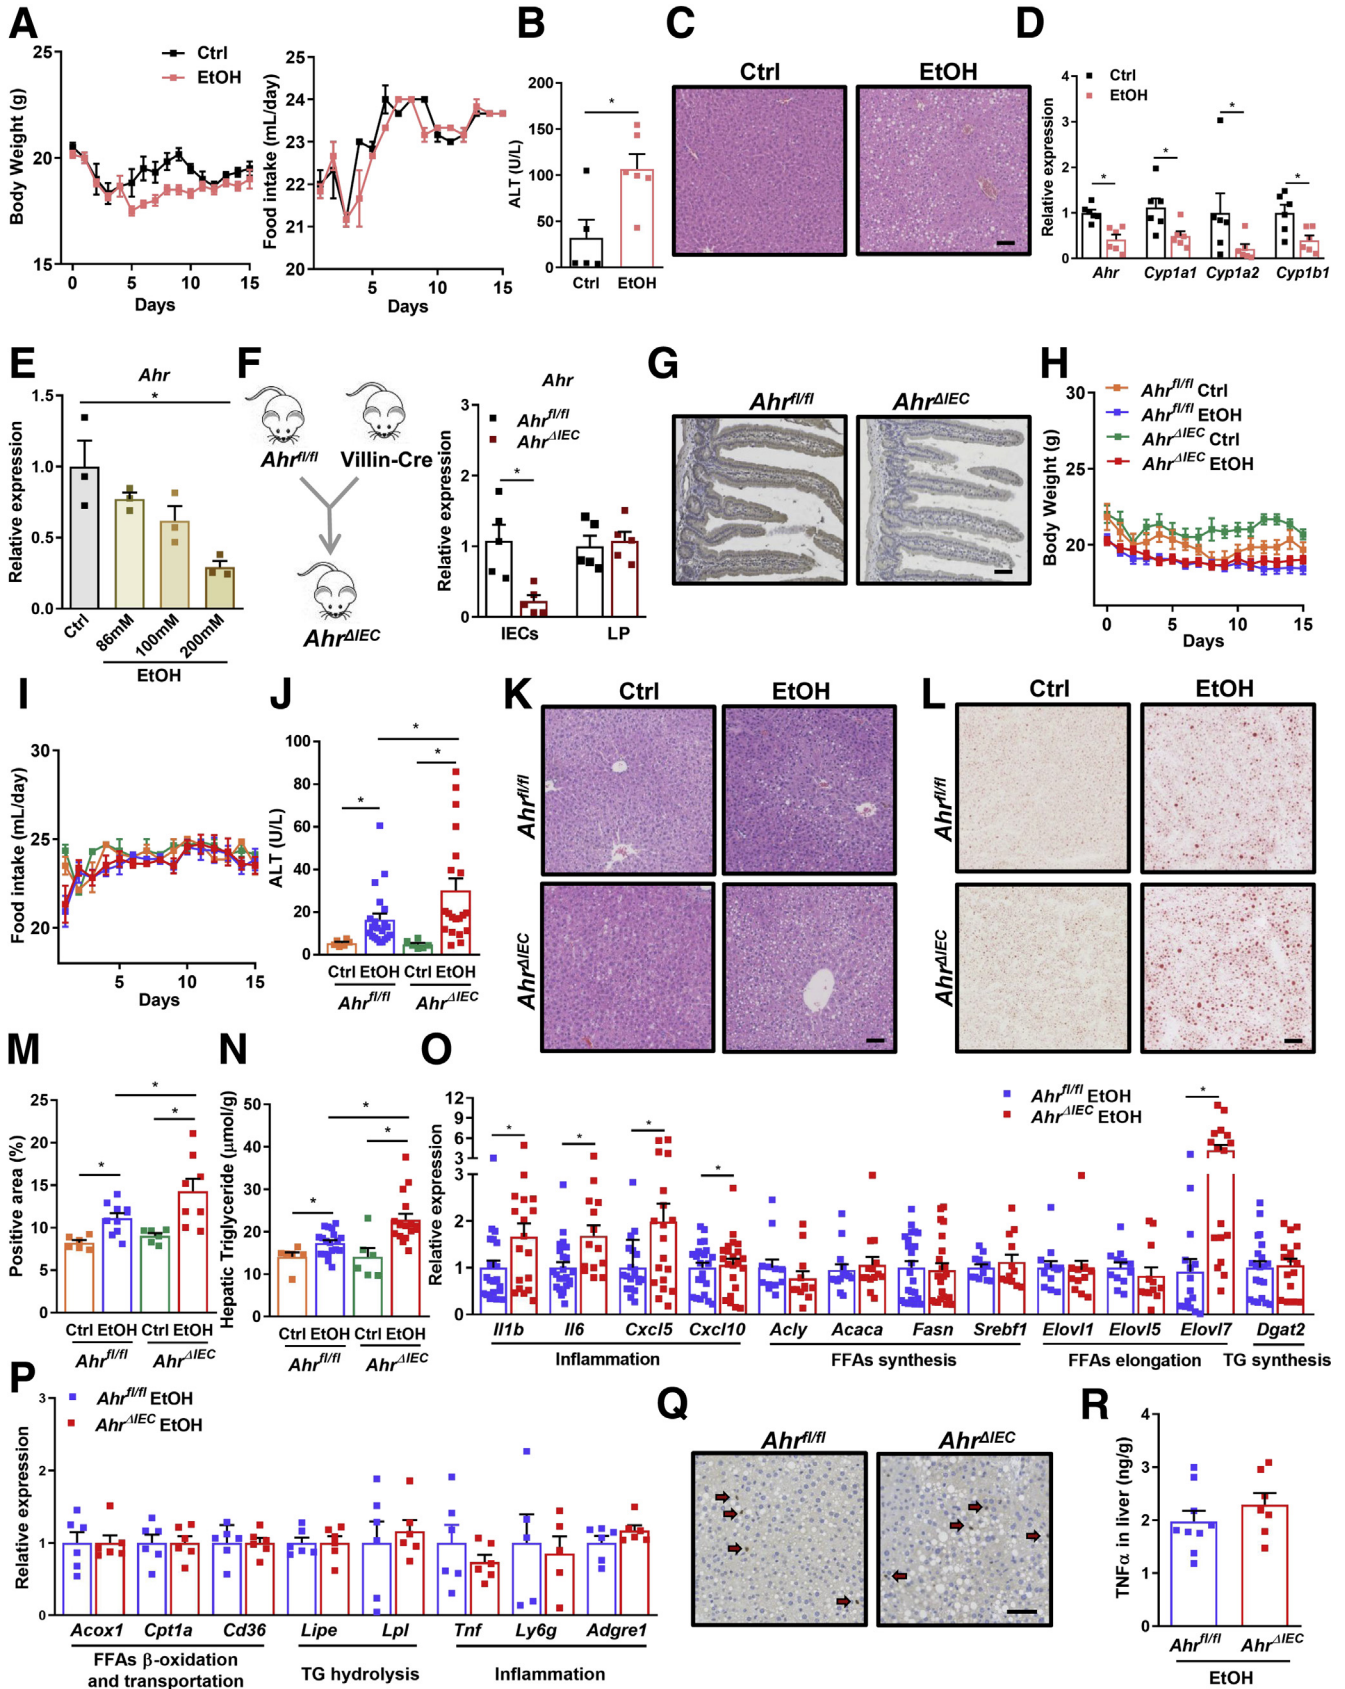 A
Body Weight (g)
25
20
15
0
5
10
15
Days
Ctrl
EtOH
Food intake (mL/day)
25
24
23
22
21
20
5
10
15
Days
B
ALT (U/L)
200
150
100
50
0
*
Ctrl
EtOH
C
Ctrl
EtOH
D
Relative expression
4
3
2
1
0
Ctrl
EtOH
*
*
*
*
Ahr
Cyp1a1
Cyp1a2
Cyp1b1
E
Ahr
*
Relative expression
1.5
1.0
0.5
0.0
Ctrl
86mM
100mM
200mM
EtOH
F
Ahrfl/fl
Villin-Cre
AhrΔIEC
Ahr
Relative expression
3
2
1
0
Ahrfl/fl
AhrΔIEC
*
IECs
LP
G
Ahrfl/fl
AhrΔIEC
H
Body Weight (g)
30
25
20
0
5
10
15
Days
Ahrfl/fl Ctrl
Ahrfl/fl EtOH
AhrΔIEC Ctrl
AhrΔIEC EtOH
I
Food intake (mL/day)
30
25
20
5
10
15
Days
J
ALT (U/L)
100
80
60
40
20
0
*
*
*
Ctrl EtOH Ctrl EtOH
Ahrfl/fl
AhrΔIEC
K
Ctrl
EtOH
Ahrfl/fl
AhrΔIEC
L
Ctrl
EtOH
Ahrfl/fl
AhrΔIEC
M
Positive area (%)
25
20
15
10
5
0
*
*
*
Ctrl EtOH Ctrl EtOH
Ahrfl/fl
AhrΔIEC
N
Hepatic Triglyceride (µmol/g)
50
40
30
20
10
0
*
*
*
Ctrl EtOH Ctrl EtOH
Ahrfl/fl
AhrΔIEC
O
Relative expression
12
9
6
3
3
2
1
0
Ahrfl/fl EtOH
AhrΔIEC EtOH
*
*
*
*
*
Il1b
Il6
Cxcl5
Cxcl10
Acly
Acaca
Fasn
Srebf1
Elovl1
Elovl5
Elovl7
Dgat2
Inflammation
FFAs synthesis
FFAs elongation
TG synthesis
P
Relative expression
3
2
1
0
Ahrfl/fl EtOH
AhrΔIEC EtOH
Acox1
Cpt1a
Cd36
Lipe
Lpl
Tnf
Ly6g
Adgre1
FFAs β-oxidation
and transportation
TG hydrolysis
Inflammation
Q
Ahrfl/fl
AhrΔIEC
R
TNFα in liver (ng/g)
4
3
2
1
0
Ahrfl/fl
AhrΔIEC
EtOH